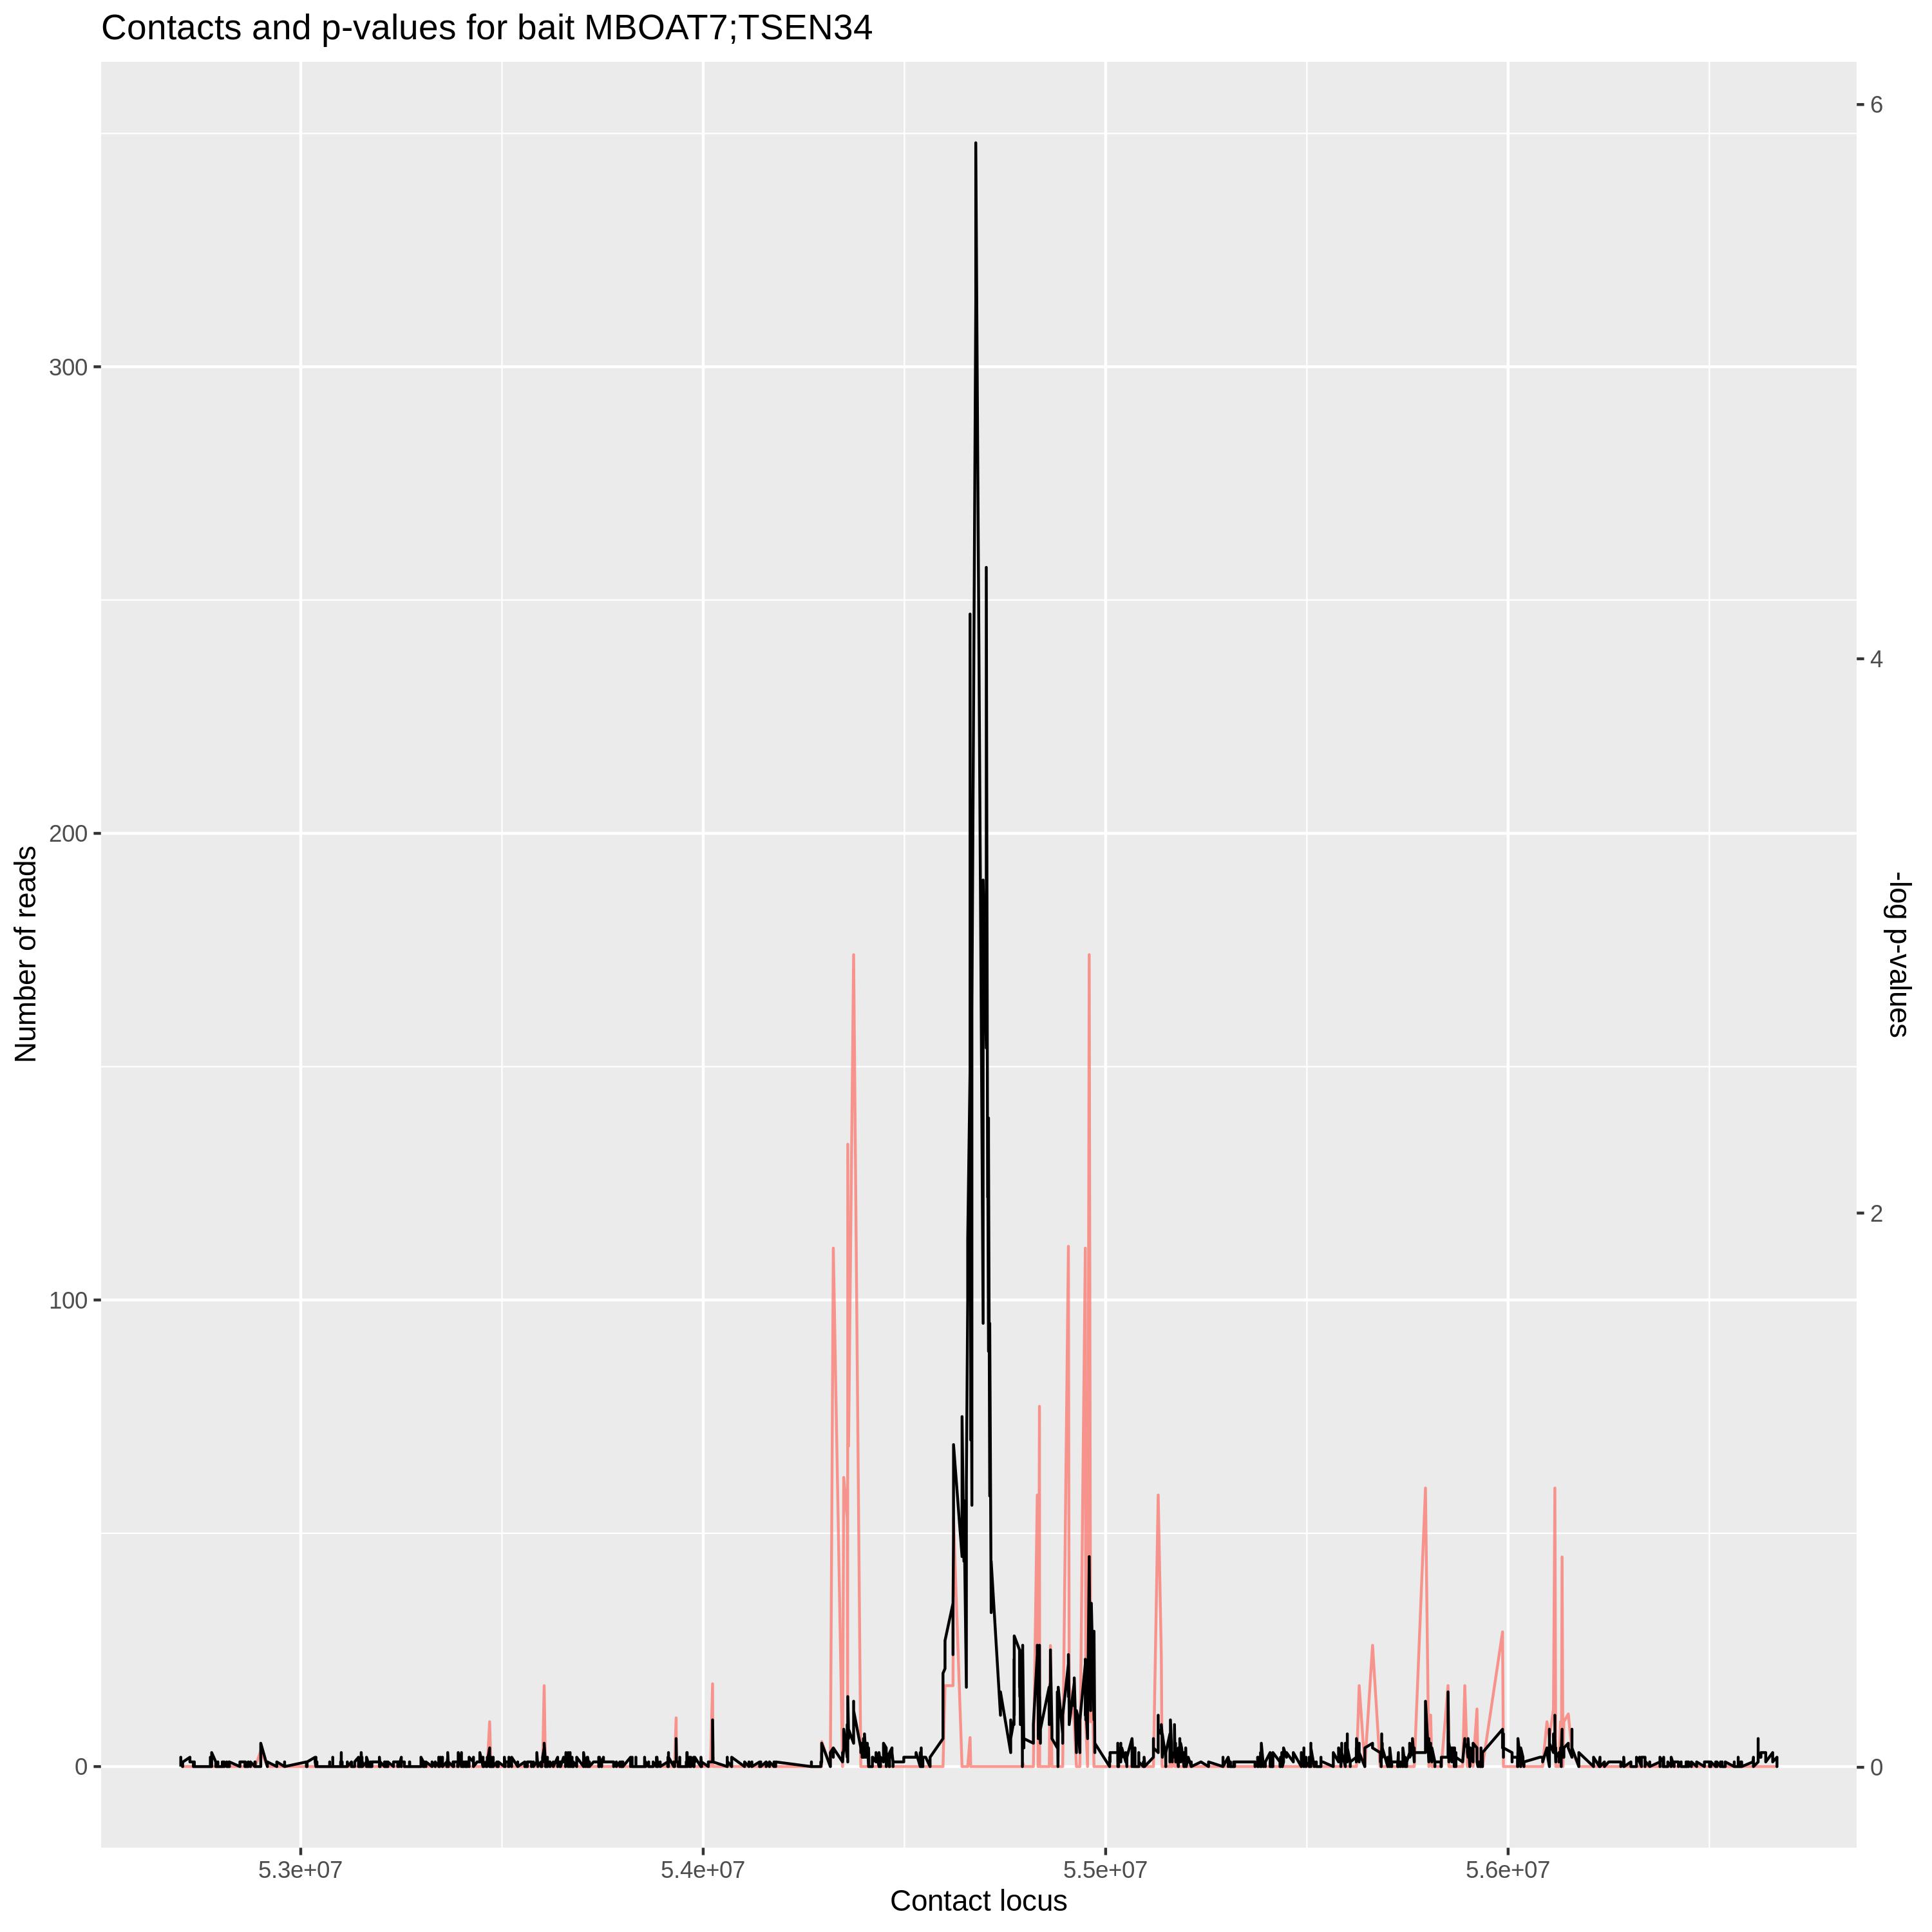 Contacts and p-values for bait MBOAT7;TSEN34
300
200
100
0
Number of reads
6
4
2
0
-log p-values
5.3e+07
5.4e+07
5.5e+07
5.6e+07
Contact locus